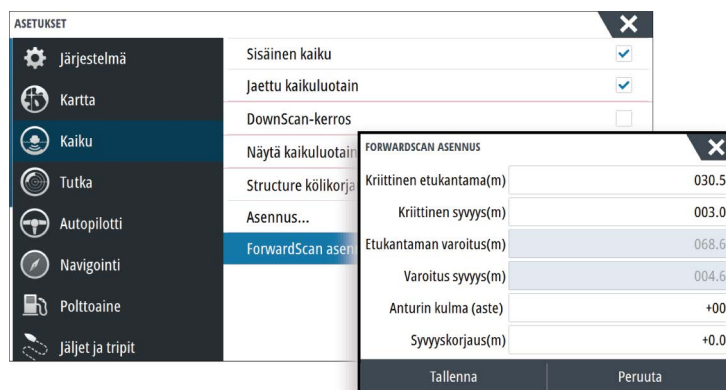 ASETUKSET
Järjestelmä
Kartta
Kaiku
Tutka
Autopilotti
Navigointi
Polttoaine
Jäljet ja tripit
Sisäinen kaiku
Jaettu kaikuluotain
DownScan-kerros
Näytä kaikuluotain
Structure
Asennus...
ForwardScan
FORWARDSCAN ASENNUS
Kriittinen etukantama(m) 030.5
Kriittinen syvyys(m) 003.0
Etukantaman varoitus(m) 068.6
Varoitus syvyys(m) 004.6
Anturin kulma (aste) +00
Syvyyskorjaus(m) +0.0
Tallenna Peruuta